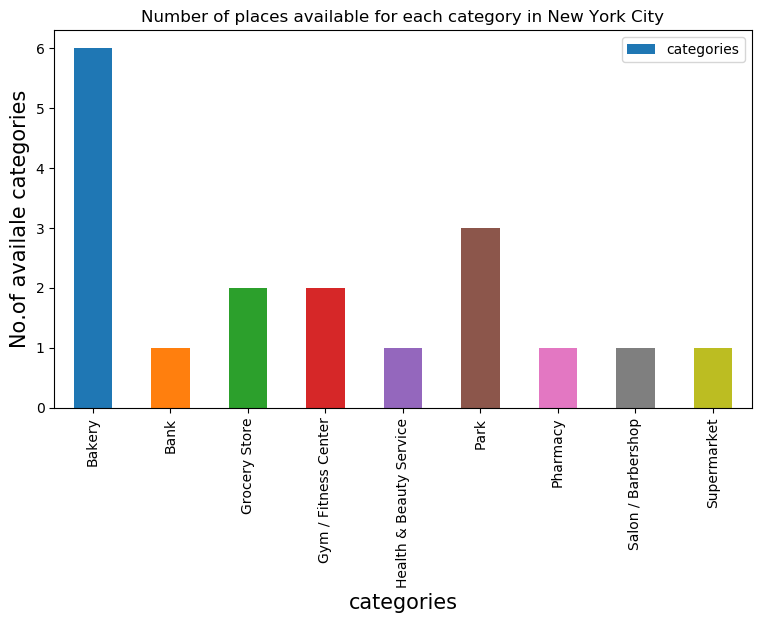 Number of places available for each category in New York City
categories
No.of availale categories
6
5
4
3
2
1
0
Bakery
Bank
Grocery Store
Gym / Fitness Center
Health & Beauty Service
Park
Pharmacy
Salon / Barbershop
Supermarket
categories